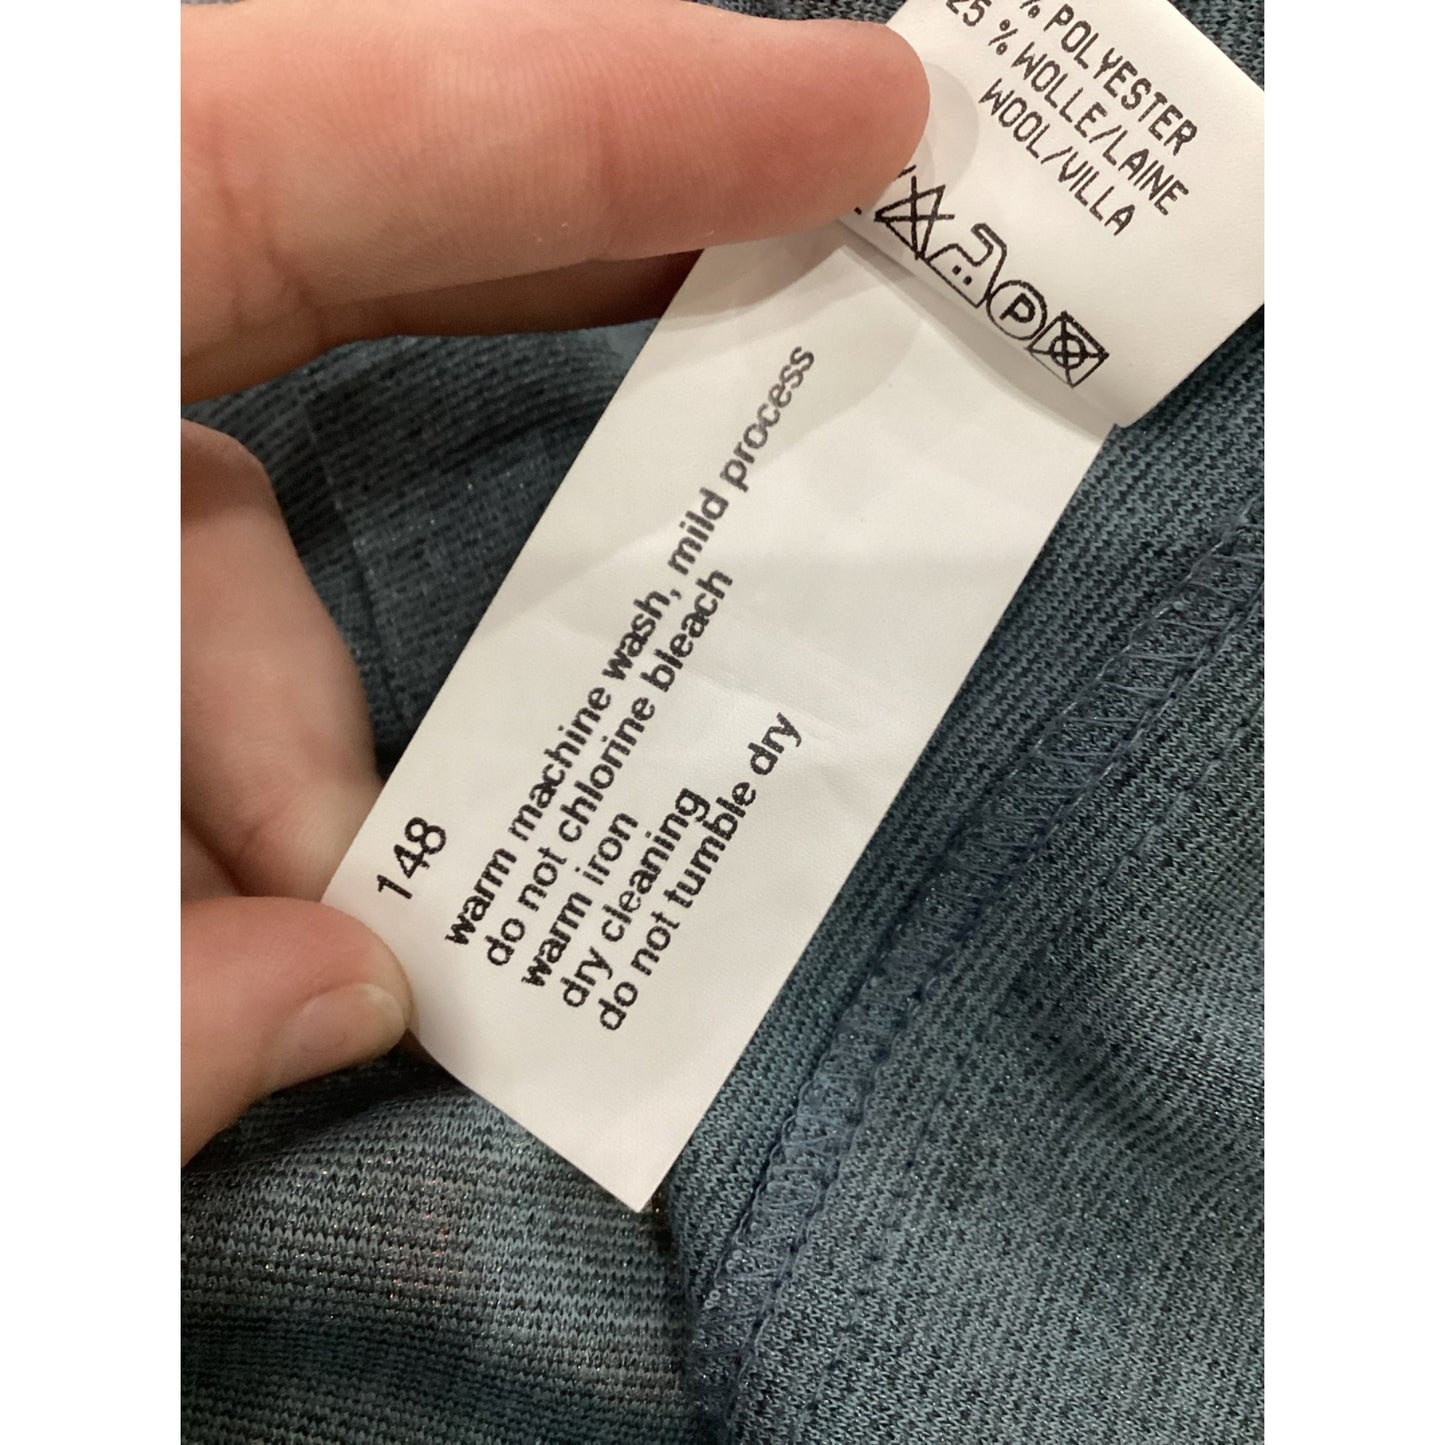 % POLYESTER
25 % WOLLE/LAINE
WOOL/VILLA
P
148
warm machine wash, mild process
do not chlorine bleach
warm iron
dry cleaning
do not tumble dry